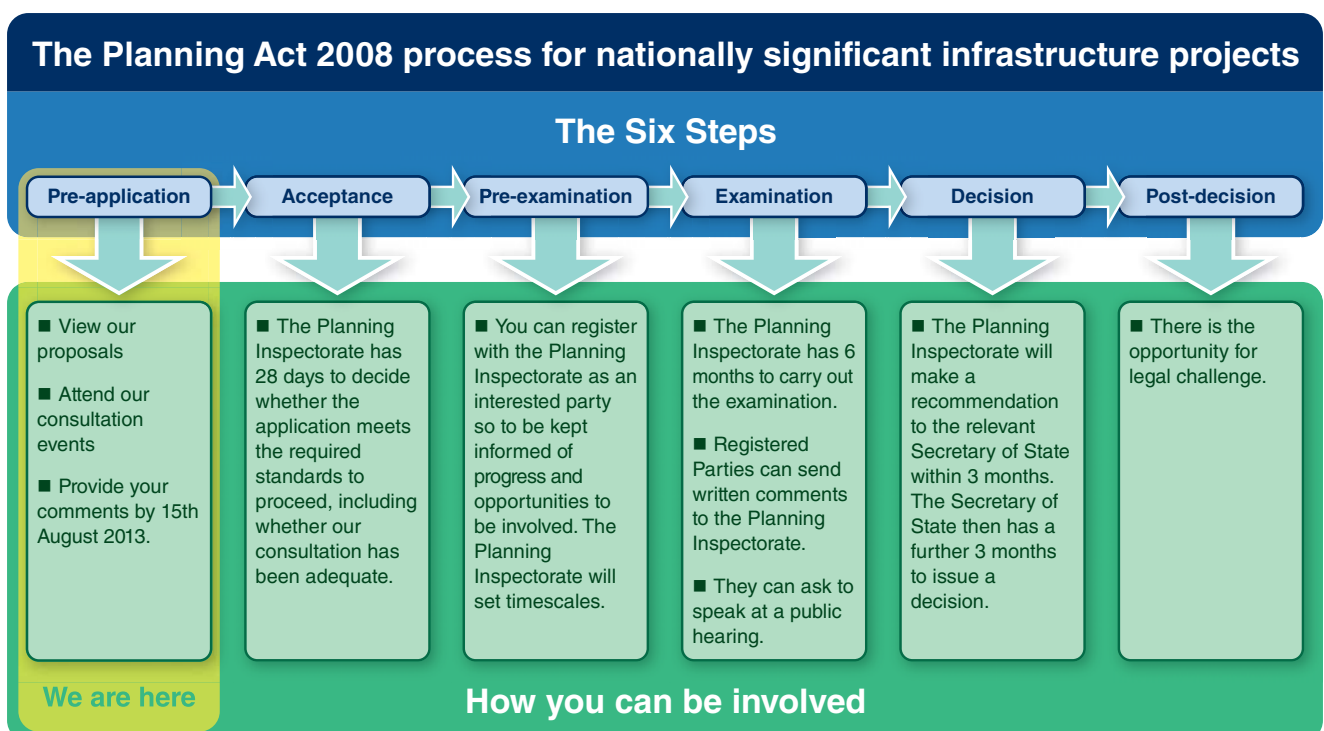 The Planning Act 2008 process for nationally significant infrastructure projects
The Six Steps
Pre-application
Acceptance
Pre-examination
Examination
Decision
Post-decision
■ View our
proposals
■ Attend our
consultation
events
■ Provide your
comments by 15th
August 2013.
■ The Planning
Inspectorate has
28 days to decide
whether the
application meets
the required
standards to
proceed, including
whether our
consultation has
been adequate.
■ You can register
with the Planning
Inspectorate as an
interested party
so to be kept
informed of
progress and
opportunities to
be involved. The
Planning
Inspectorate will
set timescales.
■ The Planning
Inspectorate has 6
months to carry out
the examination.
■ Registered
Parties can send
written comments
to the Planning
Inspectorate.
■ They can ask to
speak at a public
hearing.
■ The Planning
Inspectorate will
make a
recommendation
to the relevant
Secretary of State
within 3 months.
The Secretary of
State then has a
further 3 months
to issue a
decision.
■ There is the
opportunity for
legal challenge.
We are here
How you can be involved